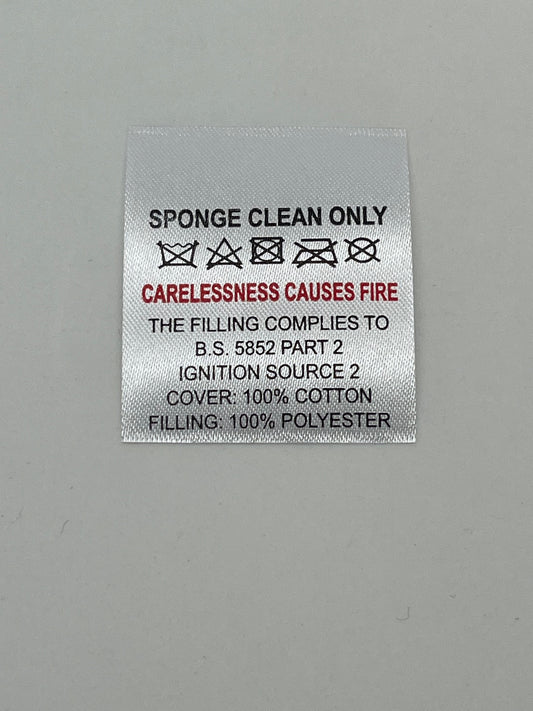 SPONGE CLEAN ONLY
CARELESSNESS CAUSES FIRE
THE FILLING COMPLIES TO
B.S. 5852 PART 2
IGNITION SOURCE 2
COVER: 100% COTTON
FILLING: 100% POLYESTER